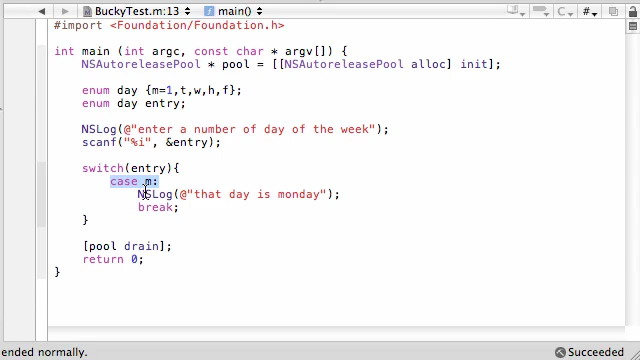 BuckyTest.m:13 f main() C #
#import <Foundation/Foundation.h>
int main (int argc, const char * argv[]) {
NSAutoreleasePool * pool = [[NSAutoreleasePool alloc] init];
enum day {m=1,t,w,h,f};
enum day entry;
NSLog(@"enter a number of day of the week");
scanf("%i", &entry);
switch(entry){
case m:
NSLog(@"that day is monday");
break;
}
[pool drain];
return 0;
}
ended normally. Succeeded